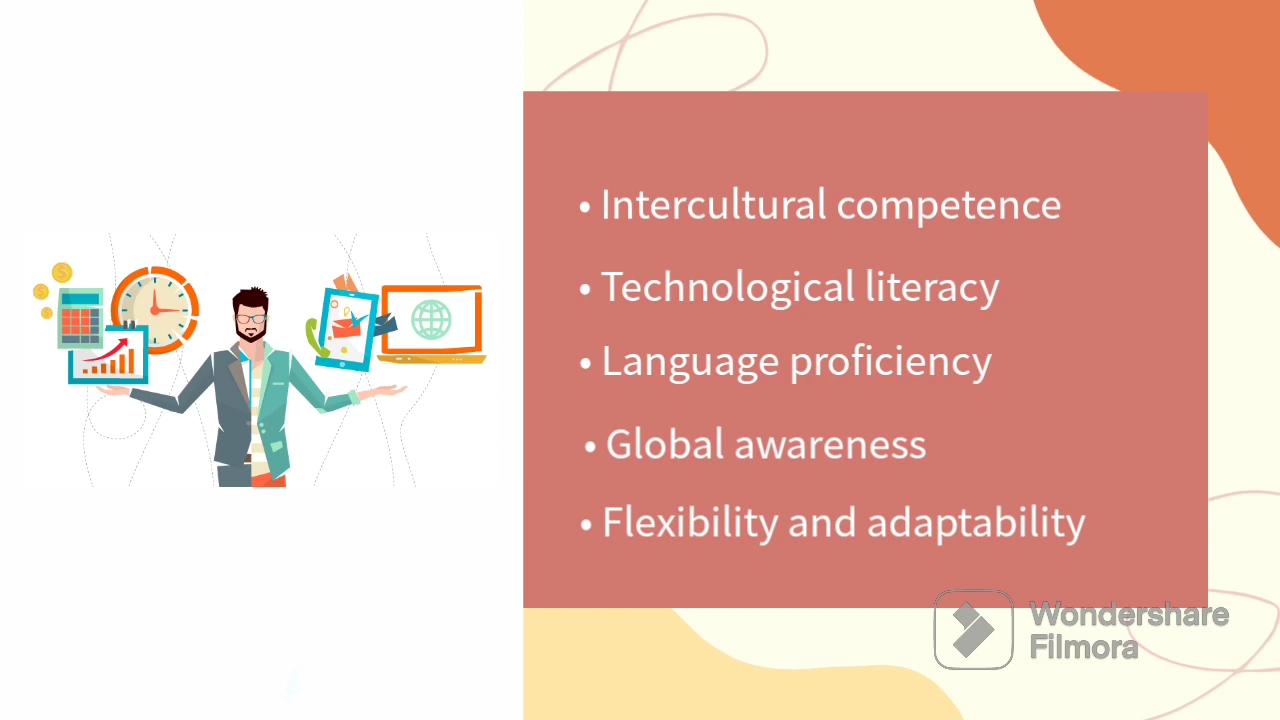 • Intercultural competence
• Technological literacy
• Language proficiency
• Global awareness
• Flexibility and adaptability
Wondershare
Filmora